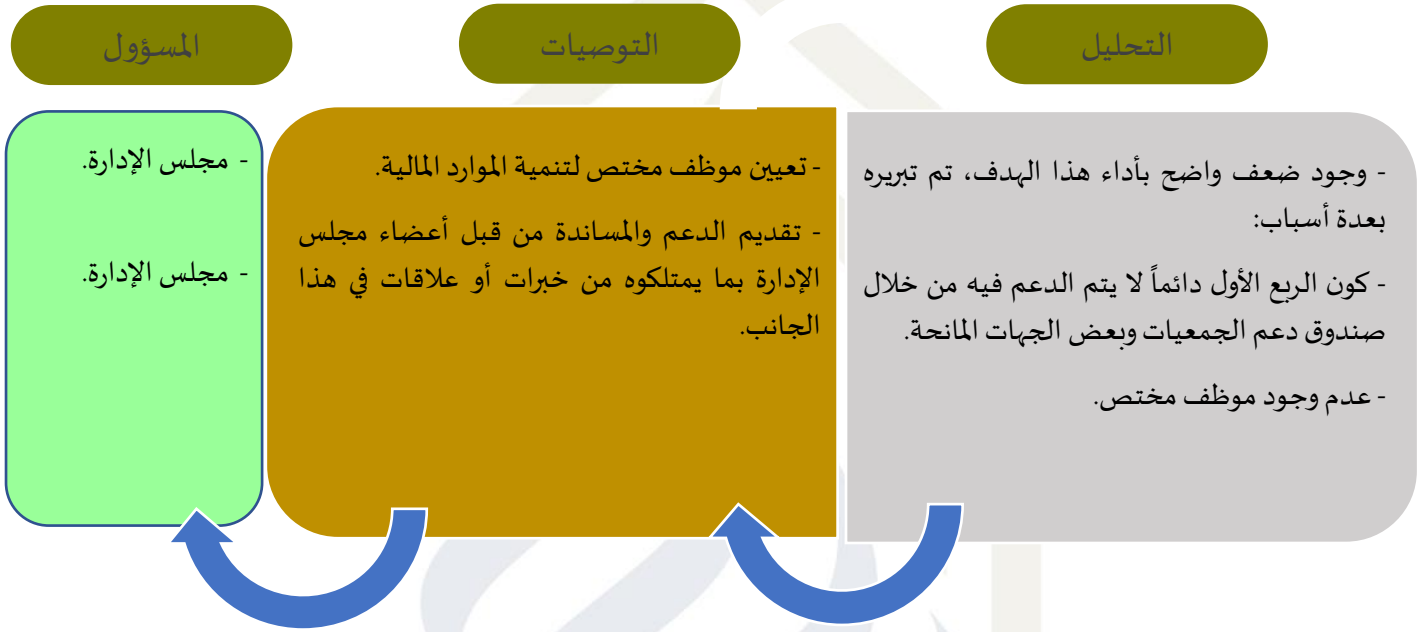 التحليل
- وجود ضعف واضح بأداء هذا الهدف، تم تبريره
بعدة أسباب:
- كون الربع الأول دائماً لا يتم الدعم فيه من خلال
صندوق دعم الجمعيات وبعض الجهات المانحة.
- عدم وجود موظف مختص.
التوصيات
- تعيين موظف مختص لتنمية الموارد المالية.
- تقديم الدعم والمساندة من قبل أعضاء مجلس
الإدارة بما يمتلكوه من خبرات أو علاقات في هذا
الجانب.
المسؤول
- مجلس الإدارة.
- مجلس الإدارة.